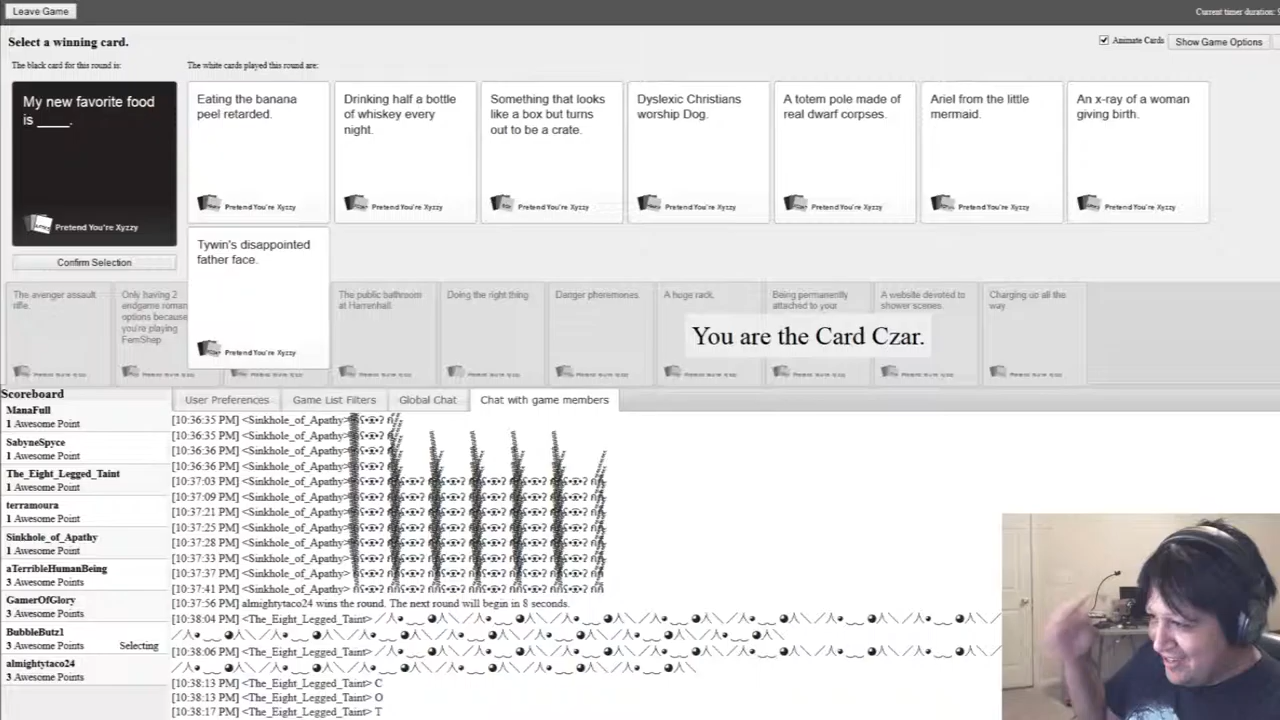 Leave Game
Current timer duration: 9
Select a winning card.
Animate Cards
Show Game Options
The black card for this round is:
The white cards played this round are:
My new favorite food
is ____.
Pretend You're Xyzzy
Confirm Selection
Eating the banana
peel retarded.
Pretend You're Xyzzy
Drinking half a bottle
of whiskey every
night.
Pretend You're Xyzzy
Something that looks
like a box but turns
out to be a crate.
Pretend You're Xyzzy
Dyslexic Christians
worship Dog.
Pretend You're Xyzzy
A totem pole made of
real dwarf corpses.
Pretend You're Xyzzy
Ariel from the little
mermaid.
Pretend You're Xyzzy
An x-ray of a woman
giving birth.
Pretend You're Xyzzy
Tywin's disappointed
father face.
Pretend You're Xyzzy
The avenger assault
rifle.
Only having 2
endgame roman
options because
you're playing
FemShep
The public bathroom
at Harrenhall.
Doing the right thing
Danger pheremones.
A huge rack.
Being permanently
attached to your
A website devoted to
shower scenes.
Charging up all the
way
You are the Card Czar.
Scoreboard
ManaFull
1 Awesome Point
SabyneSpyce
1 Awesome Point
The_Eight_Legged_Taint
1 Awesome Point
terramoura
1 Awesome Point
Sinkhole_of_Apathy
1 Awesome Point
aTerribleHumanBeing
3 Awesome Points
GamerOfGlory
3 Awesome Points
BubbleButz1
3 Awesome Points Selecting
almightytaco24
3 Awesome Points
User Preferences
Game List Filters
Global Chat
Chat with game members
[10:36:35 PM] <Sinkhole_of_Apathy>
[10:36:35 PM] <Sinkhole_of_Apathy>
[10:36:36 PM] <Sinkhole_of_Apathy>
[10:36:36 PM] <Sinkhole_of_Apathy>
[10:37:03 PM] <Sinkhole_of_Apathy>
[10:37:09 PM] <Sinkhole_of_Apathy>
[10:37:21 PM] <Sinkhole_of_Apathy>
[10:37:25 PM] <Sinkhole_of_Apathy>
[10:37:28 PM] <Sinkhole_of_Apathy>
[10:37:33 PM] <Sinkhole_of_Apathy>
[10:37:37 PM] <Sinkhole_of_Apathy>
[10:37:41 PM] <Sinkhole_of_Apathy>
[10:37:56 PM] almightytaco24 wins the round. The next round will begin in 8 seconds.
[10:38:04 PM] <The_Eight_Legged_Taint>
[10:38:06 PM] <The_Eight_Legged_Taint>
[10:38:13 PM] <The_Eight_Legged_Taint> C
[10:38:13 PM] <The_Eight_Legged_Taint> O
[10:38:17 PM] <The_Eight_Legged_Taint> T